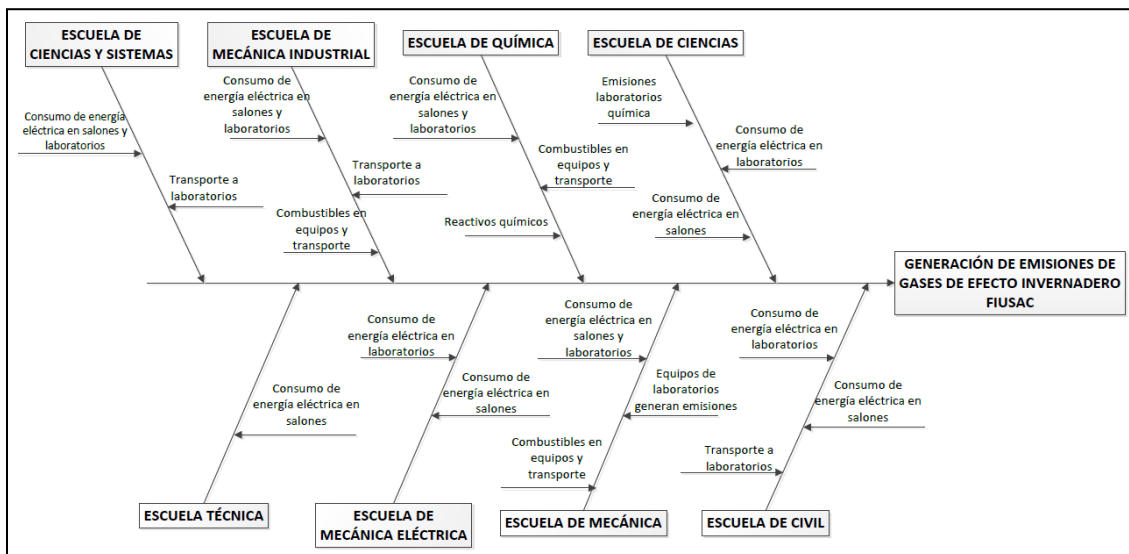 ESCUELA DE
CIENCIAS Y SISTEMAS
ESCUELA DE
MECÁNICA INDUSTRIAL
ESCUELA DE QUÍMICA
ESCUELA DE CIENCIAS
Consumo de energía
eléctrica en salones y
laboratorios
Transporte a
laboratorios
Consumo de
energía eléctrica en
salones y
laboratorios
Transporte a
laboratorios
Combustibles en
equipos y
transporte
Consumo de
energía eléctrica en
salones y
laboratorios
Combustibles en
equipos y
transporte
Reactivos químicos
Emisiones
laboratorios
química
Consumo de
energía eléctrica en
laboratorios
Consumo de
energía eléctrica en
salones
GENERACIÓN DE EMISIONES DE
GASES DE EFECTO INVERNADERO
FIUSAC
Consumo de
energía eléctrica en
salones
Consumo de
energía eléctrica en
laboratorios
Consumo de
energía eléctrica en
salones
Consumo de
energía eléctrica en
salones y
laboratorios
Equipos de
laboratorios
generan emisiones
Combustibles en
equipos y
transporte
Consumo de
energía eléctrica en
laboratorios
Consumo de
energía eléctrica en
salones
Transporte a
laboratorios
ESCUELA TÉCNICA
ESCUELA DE
MECÁNICA ELÉCTRICA
ESCUELA DE MECÁNICA
ESCUELA DE CIVIL